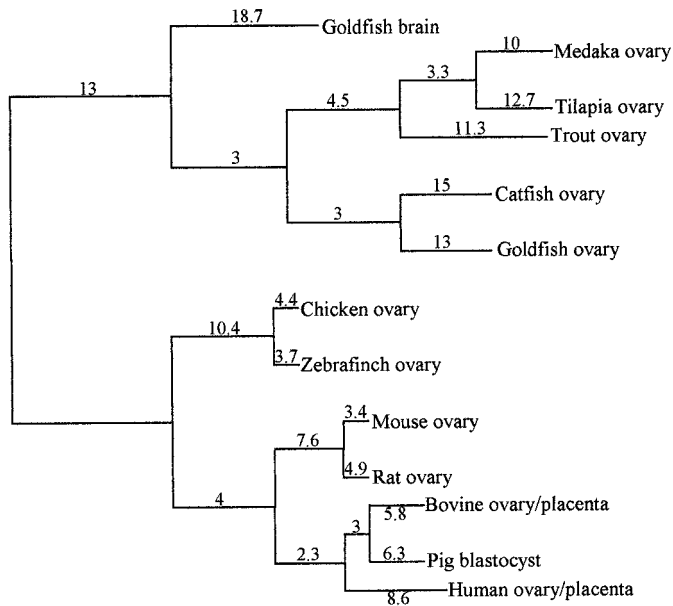 18.7
Goldfish brain
10
Medaka ovary
3.3
13
4.5
12.7
Tilapia ovary
11.3
Trout ovary
3
15
Catfish ovary
3
13
Goldfish ovary
4.4
Chicken ovary
10.4
3.7
Zebrafinch ovary
3.4
Mouse ovary
7.6
4.9
Rat ovary
4
Bovine ovary/placenta
5.8
3
2.3
6.3
Pig blastocyst
Human ovary/placenta
8.6